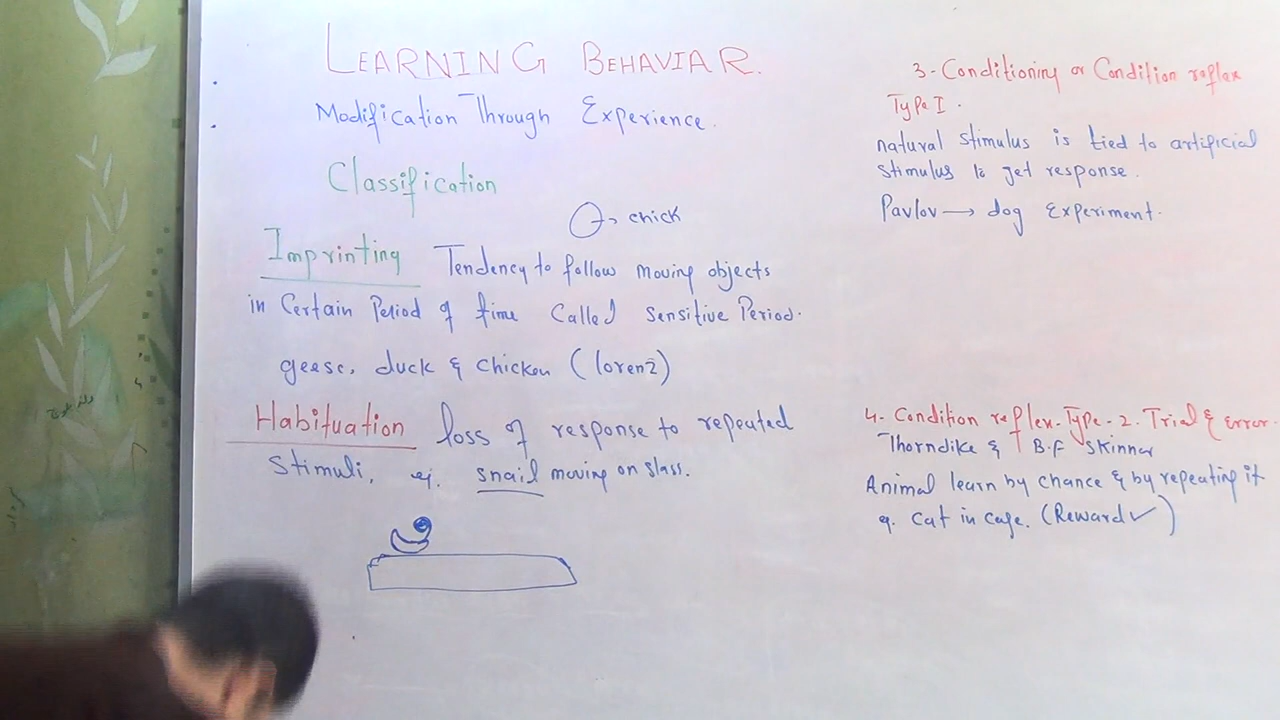 LEARNING BEHAVIAR.
Modification Through Experience.
Classification
chick
Imprinting Tendency to follow moving objects
in Certain Period of time Called Sensitive Period.
geese, duck & chicken (lorenz)
Habituation loss of response to repeated
Stimuli, eg. snail moving on glass.
3- Conditioning or Condition reflex
Type I.
natural stimulus is tied to artificial
stimulus to get response.
Pavlov → dog Experiment.
4- Condition reflex-Type-2. Trial & error.
Thorndike & B.F Skinner
Animal learn by chance & by repeating it
eg. cat in cage. (Reward ✓)